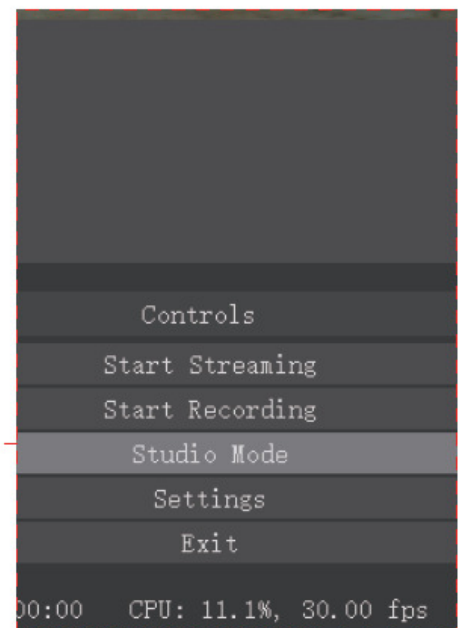 Controls
Start Streaming
Start Recording
Studio Mode
Settings
Exit
00:00 CPU: 11.1%, 30.00 fps